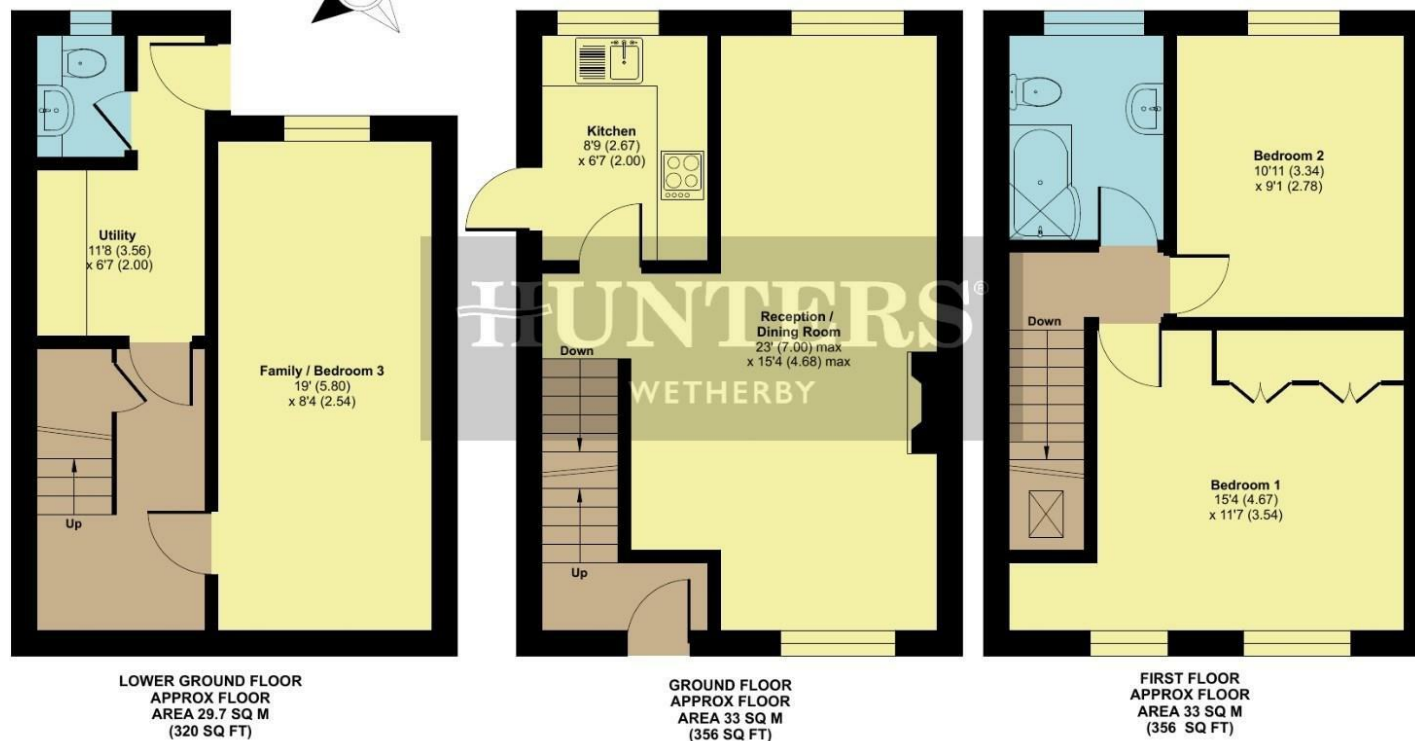 Utility
11'8 (3.56)
x 6'7 (2.00)
Family / Bedroom 3
19' (5.80)
x 8'4 (2.54)
Up
LOWER GROUND FLOOR
APPROX FLOOR
AREA 29.7 SQ M
(320 SQ FT)
Kitchen
8'9 (2.67)
x 6'7 (2.00)
Reception /
Dining Room
23' (7.00) max
x 15'4 (4.68) max
Down
Up
HUNTERS®
WETHERBY
GROUND FLOOR
APPROX FLOOR
AREA 33 SQ M
(356 SQ FT)
Bedroom 2
10'11 (3.34)
x 9'1 (2.78)
Down
Bedroom 1
15'4 (4.67)
x 11'7 (3.54)
FIRST FLOOR
APPROX FLOOR
AREA 33 SQ M
(356 SQ FT)